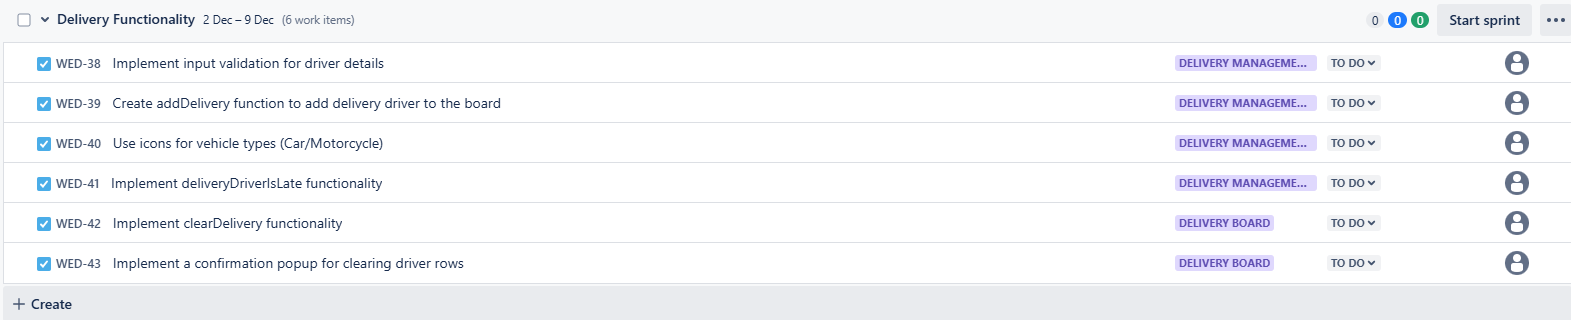 Delivery Functionality 2 Dec – 9 Dec (6 work items) 0 0 0 Start sprint
WED-38 Implement input validation for driver details DELIVERY MANAGEME... TO DO
WED-39 Create addDelivery function to add delivery driver to the board DELIVERY MANAGEME... TO DO
WED-40 Use icons for vehicle types (Car/Motorcycle) DELIVERY MANAGEME... TO DO
WED-41 Implement deliveryDriverIsLate functionality DELIVERY MANAGEME... TO DO
WED-42 Implement clearDelivery functionality DELIVERY BOARD TO DO
WED-43 Implement a confirmation popup for clearing driver rows DELIVERY BOARD TO DO
+ Create